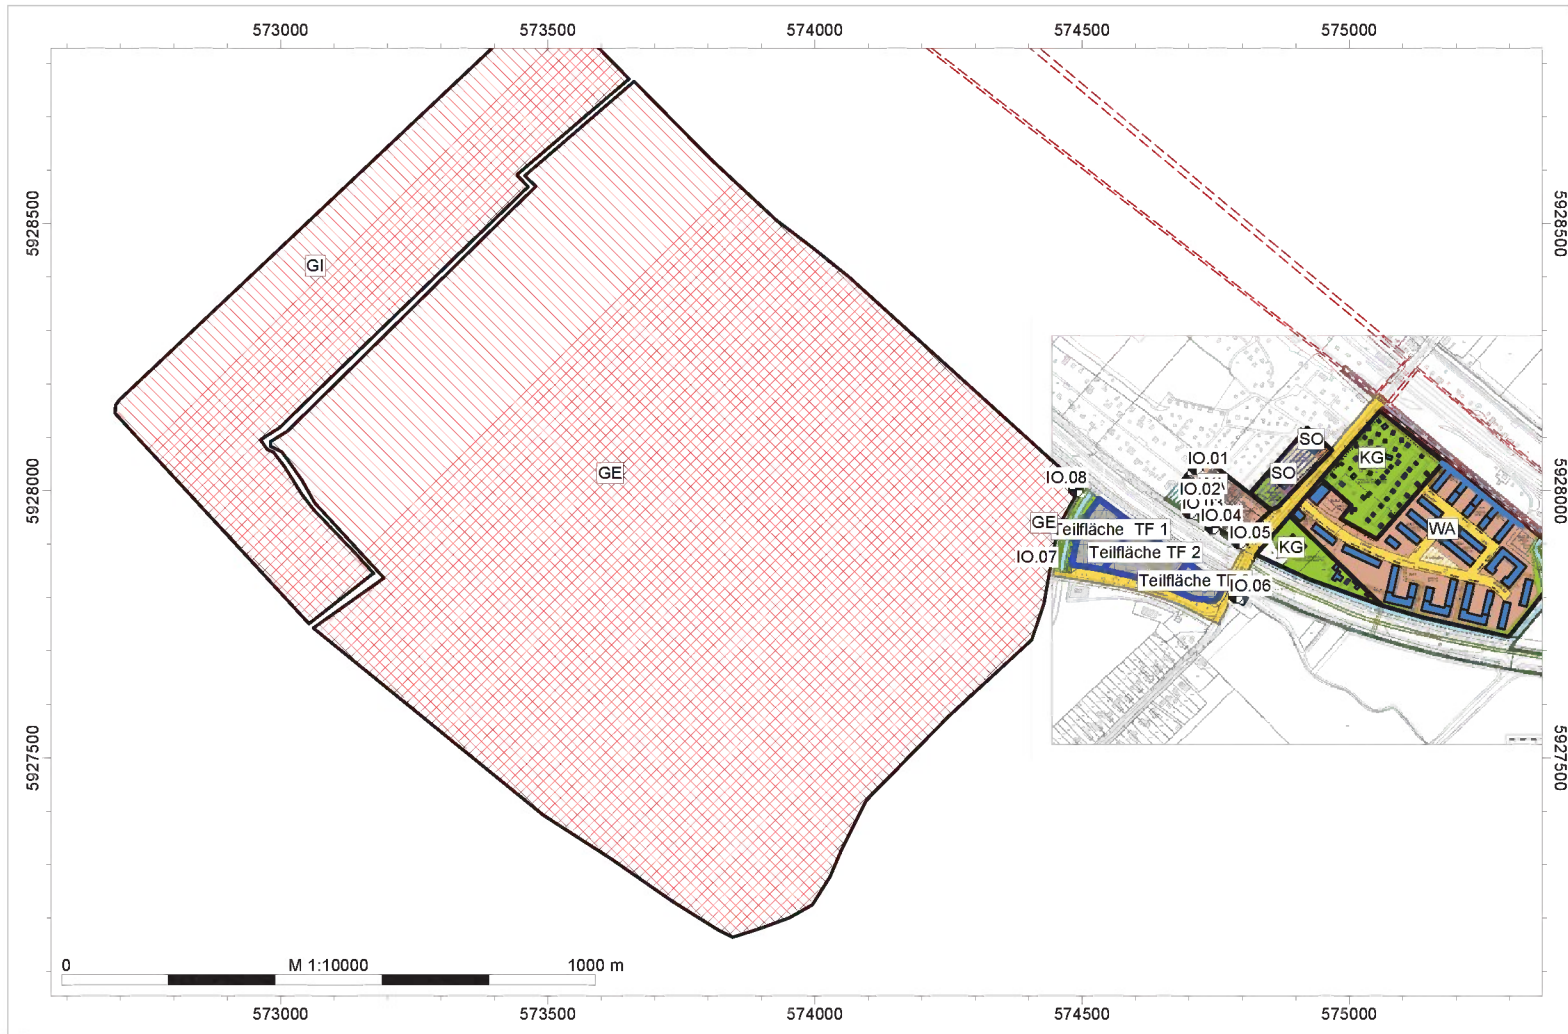 573000 573500 574000 574500 575000
5928500 5928500
GI
SO
IO.01
KG
SO
GE
IO.08
IO.02
5928000 5928000
IO.04
GE
Teilfläche TF 1
WA
IO.05
KG
Teilfläche TF 2
IO.07
Teilfläche
IO.06
5927500 5927500
0 M 1:10000 1000 m
573000 573500 574000 574500 575000